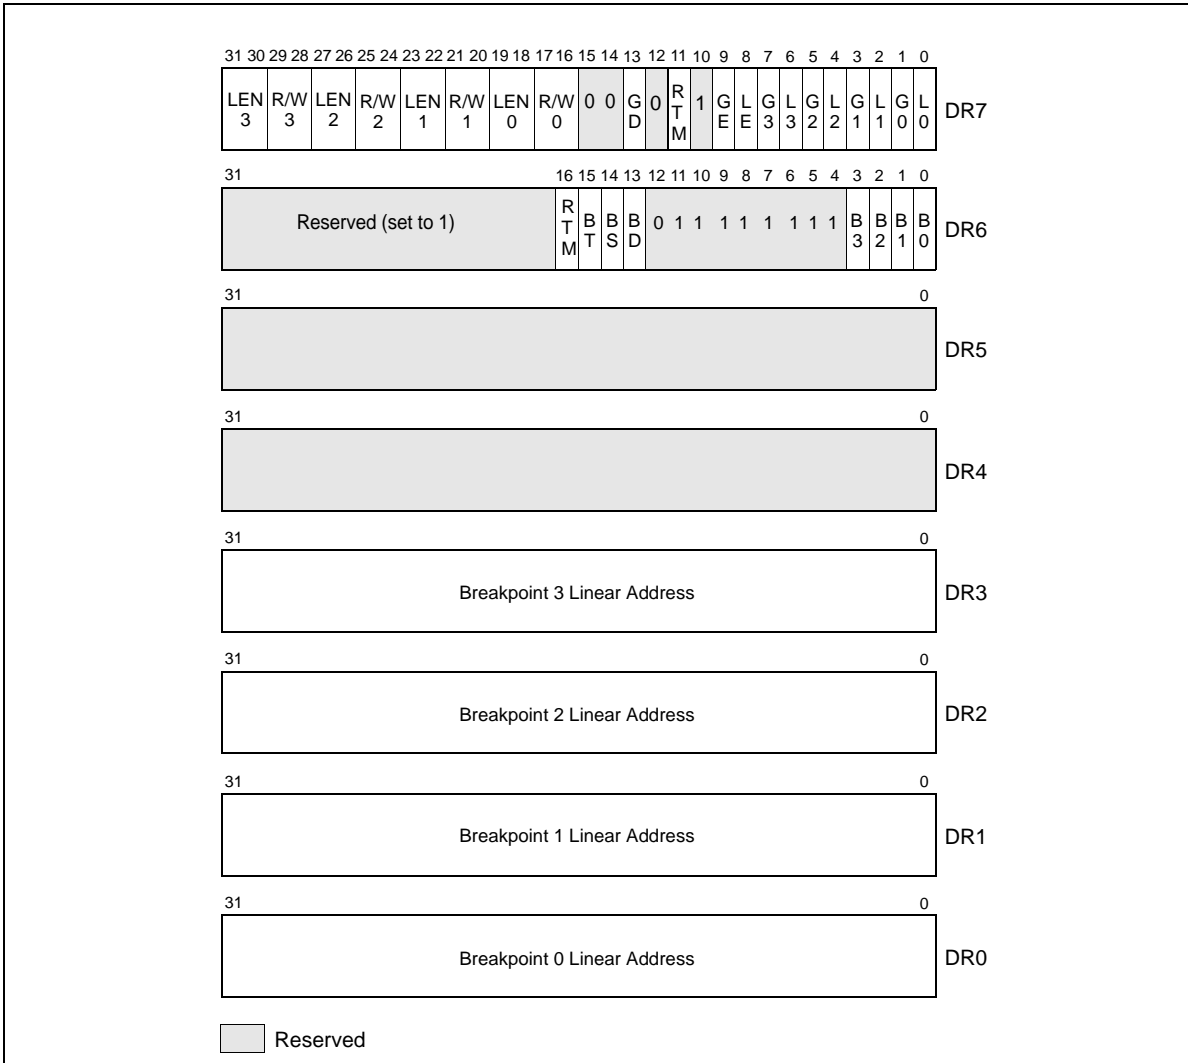 31 30 29 28 27 26 25 24 23 22 21 20 19 18 17 16 15 14 13 12 11 10 9 8 7 6 5 4 3 2 1 0
LEN 3 R/W 3 LEN 2 R/W 2 LEN 1 R/W 1 LEN 0 R/W 0 0 0 GD 0 RTM 1 GE LE G3 L3 G2 L2 G1 L1 G0 L0 DR7
31 16 15 14 13 12 11 10 9 8 7 6 5 4 3 2 1 0
Reserved (set to 1) RTM BT BS BD 0 1 1 1 1 1 1 1 1 B3 B2 B1 B0 DR6
31 0
DR5
31 0
DR4
31 0
Breakpoint 3 Linear Address DR3
31 0
Breakpoint 2 Linear Address DR2
31 0
Breakpoint 1 Linear Address DR1
31 0
Breakpoint 0 Linear Address DR0
Reserved